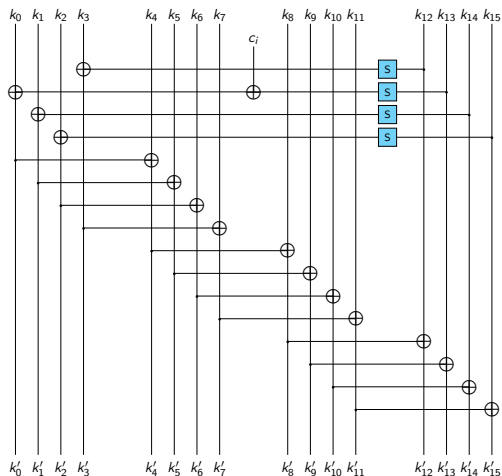 k₀ k₁ k₂ k₃ k₄ k₅ k₆ k₇ k₈ k₉ k₁₀ k₁₁ k₁₂ k₁₃ k₁₄ k₁₅
cᵢ
S
S
S
S
k′₀ k′₁ k′₂ k′₃ k′₄ k′₅ k′₆ k′₇ k′₈ k′₉ k′₁₀ k′₁₁ k′₁₂ k′₁₃ k′₁₄ k′₁₅